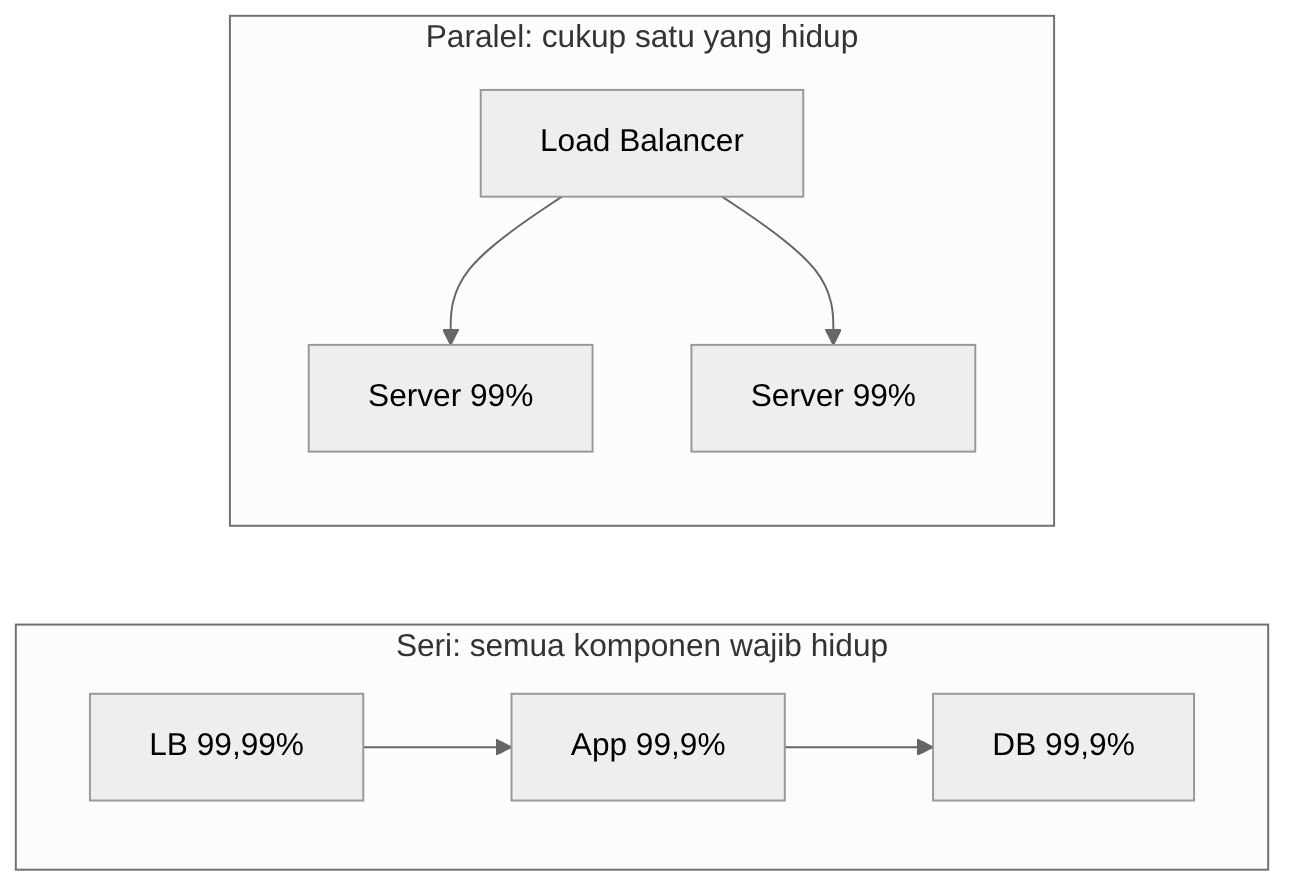 Paralel: cukup satu yang hidup
Load Balancer
Server 99%
Server 99%
Seri: semua komponen wajib hidup
LB 99,99%
App 99,9%
DB 99,9%